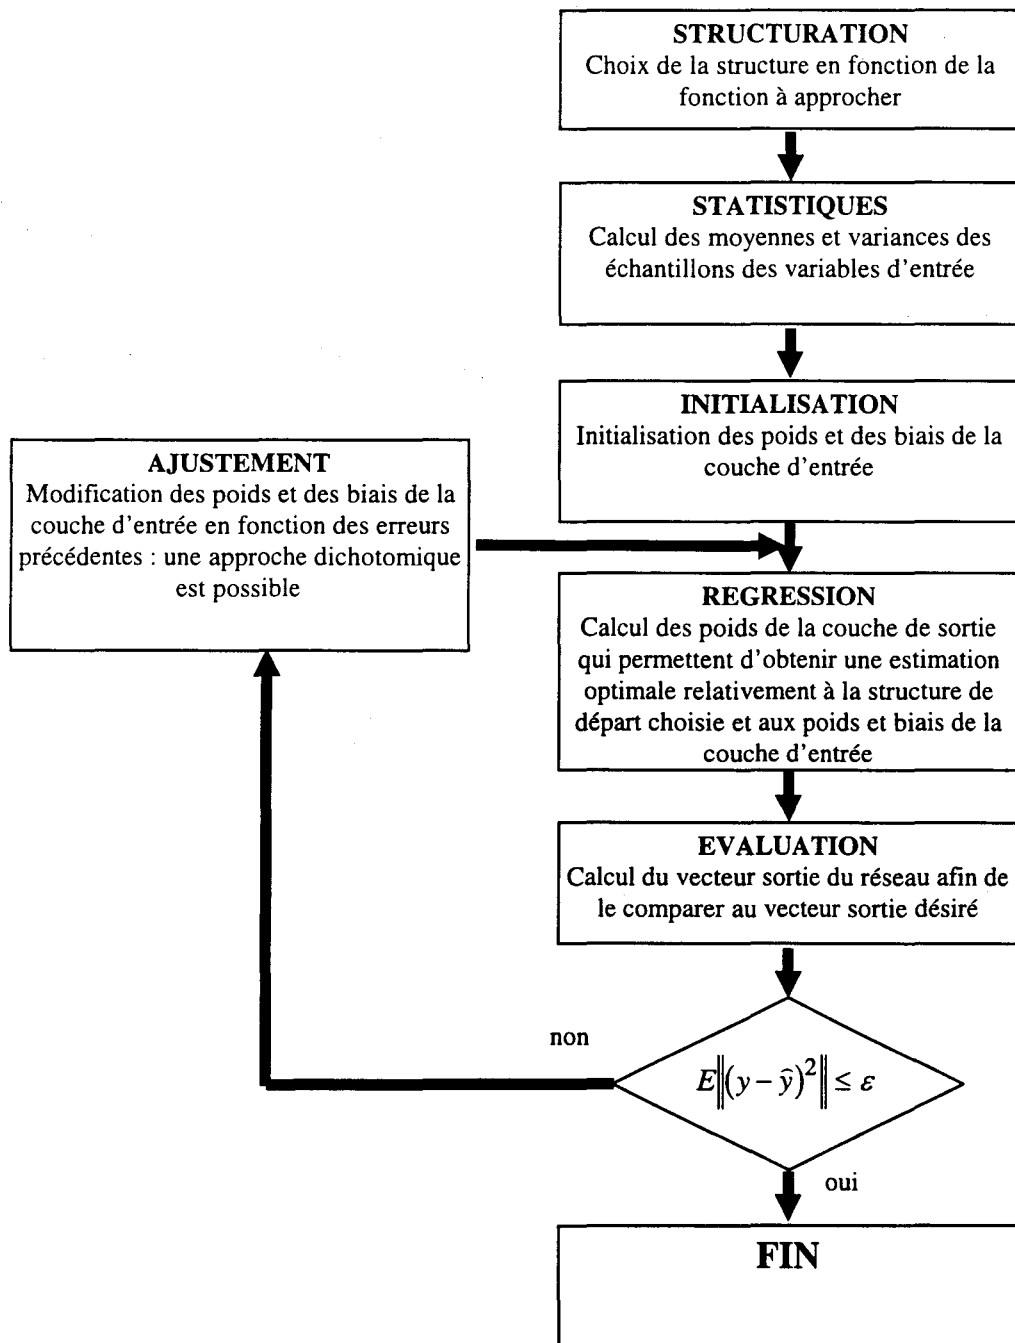 STRUCTURATION
Choix de la structure en fonction de la
fonction à approcher
STATISTIQUES
Calcul des moyennes et variances des
échantillons des variables d'entrée
INITIALISATION
Initialisation des poids et des biais de la
couche d'entrée
AJUSTEMENT
Modification des poids et des biais de la
couche d'entrée en fonction des erreurs
précédentes : une approche dichotomique
est possible
REGRESSION
Calcul des poids de la couche de sortie
qui permettent d'obtenir une estimation
optimale relativement à la structure de
départ choisie et aux poids et biais de la
couche d'entrée
EVALUATION
Calcul du vecteur sortie du réseau afin de
le comparer au vecteur sortie désiré
non
E‖(y − ŷ)²‖ ≤ ε
oui
FIN